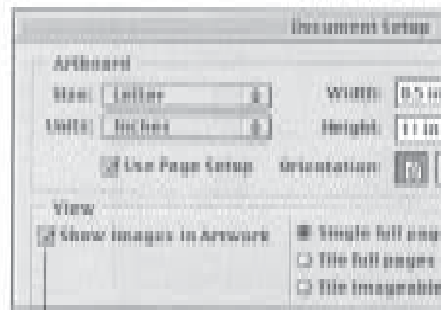 Document Setup
Artboard
Size: Letter
Width: 8.5 in
Units: Inches
Height: 11 in
Use Page Setup
Orientation:
View
Show Images in Artwork
Single full pag
Tile full pages
Tile imageable